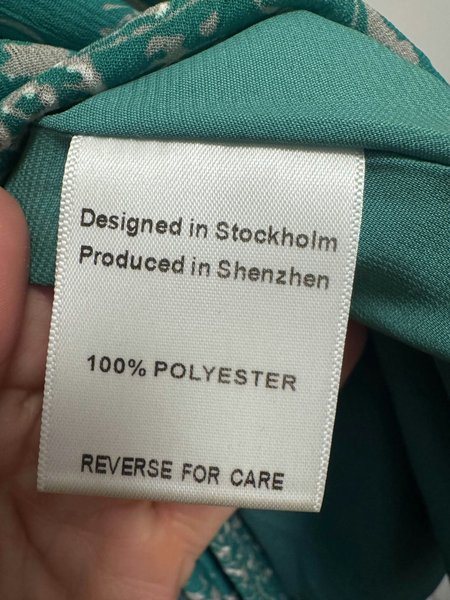 Designed in Stockholm
Produced in Shenzhen
100% POLYESTER
REVERSE FOR CARE